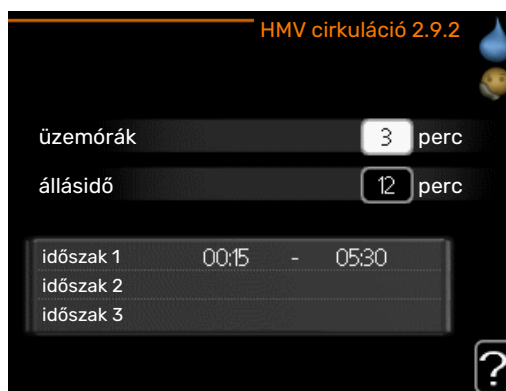 HMV cirkuláció 2.9.2
üzemórák 3 perc
állásidő 12 perc
időszak 1 00:15 - 05:30
időszak 2
időszak 3
?